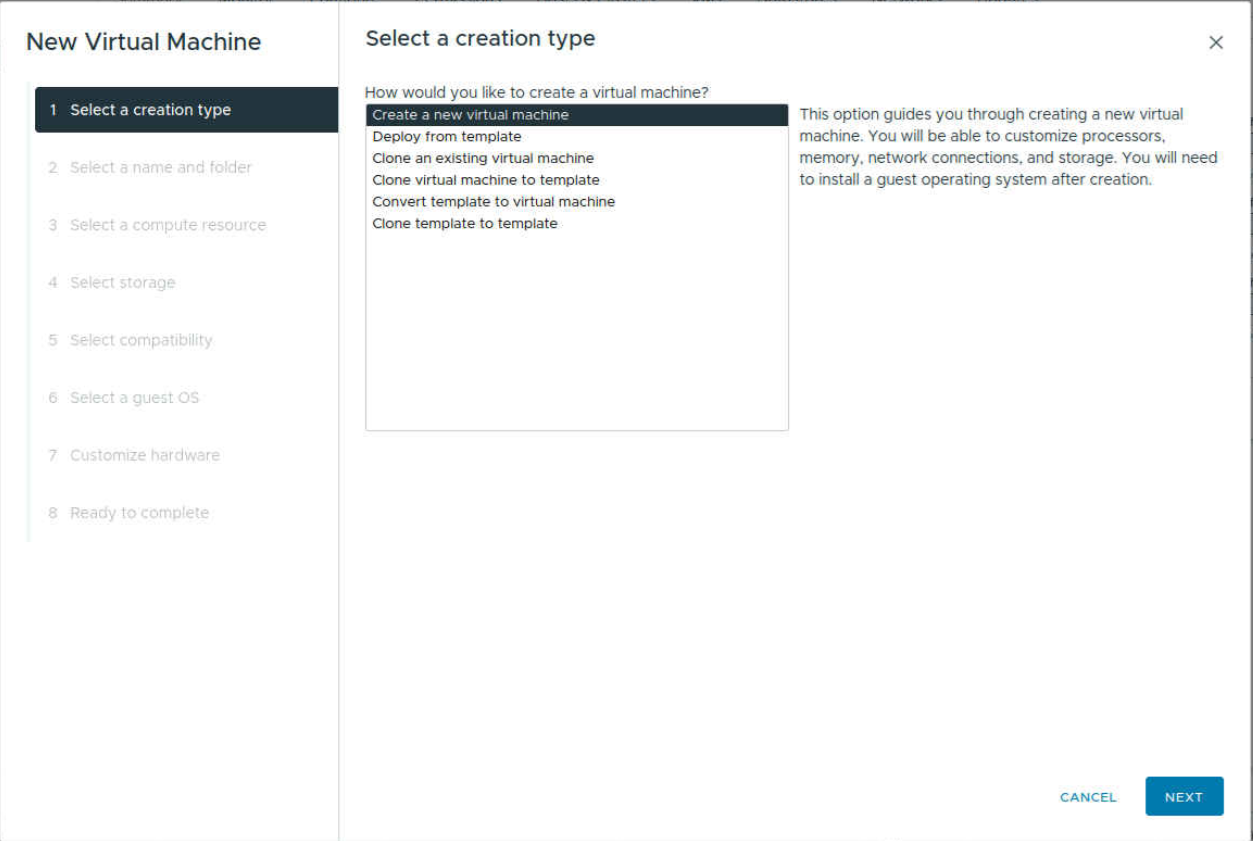 New Virtual Machine
1 Select a creation type
2 Select a name and folder
3 Select a compute resource
4 Select storage
5 Select compatibility
6 Select a guest OS
7 Customize hardware
8 Ready to complete
Select a creation type
How would you like to create a virtual machine?
Create a new virtual machine
Deploy from template
Clone an existing virtual machine
Clone virtual machine to template
Convert template to virtual machine
Clone template to template
This option guides you through creating a new virtual
machine. You will be able to customize processors,
memory, network connections, and storage. You will need
to install a guest operating system after creation.
CANCEL
NEXT